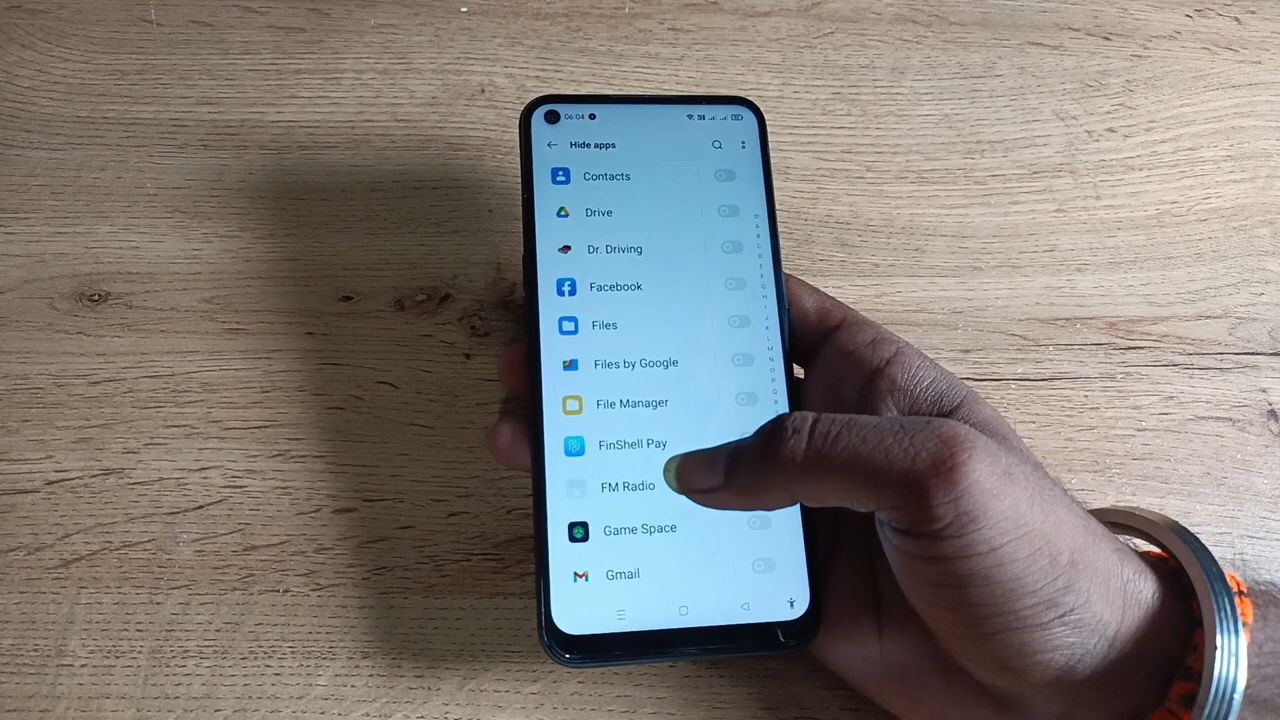 06:04
Hide apps
Contacts
Drive
Dr. Driving
Facebook
Files
Files by Google
File Manager
FinShell Pay
FM Radio
Game Space
Gmail
A
B
C
D
E
F
G
H
I
J
K
L
M
N
O
P
Q
R